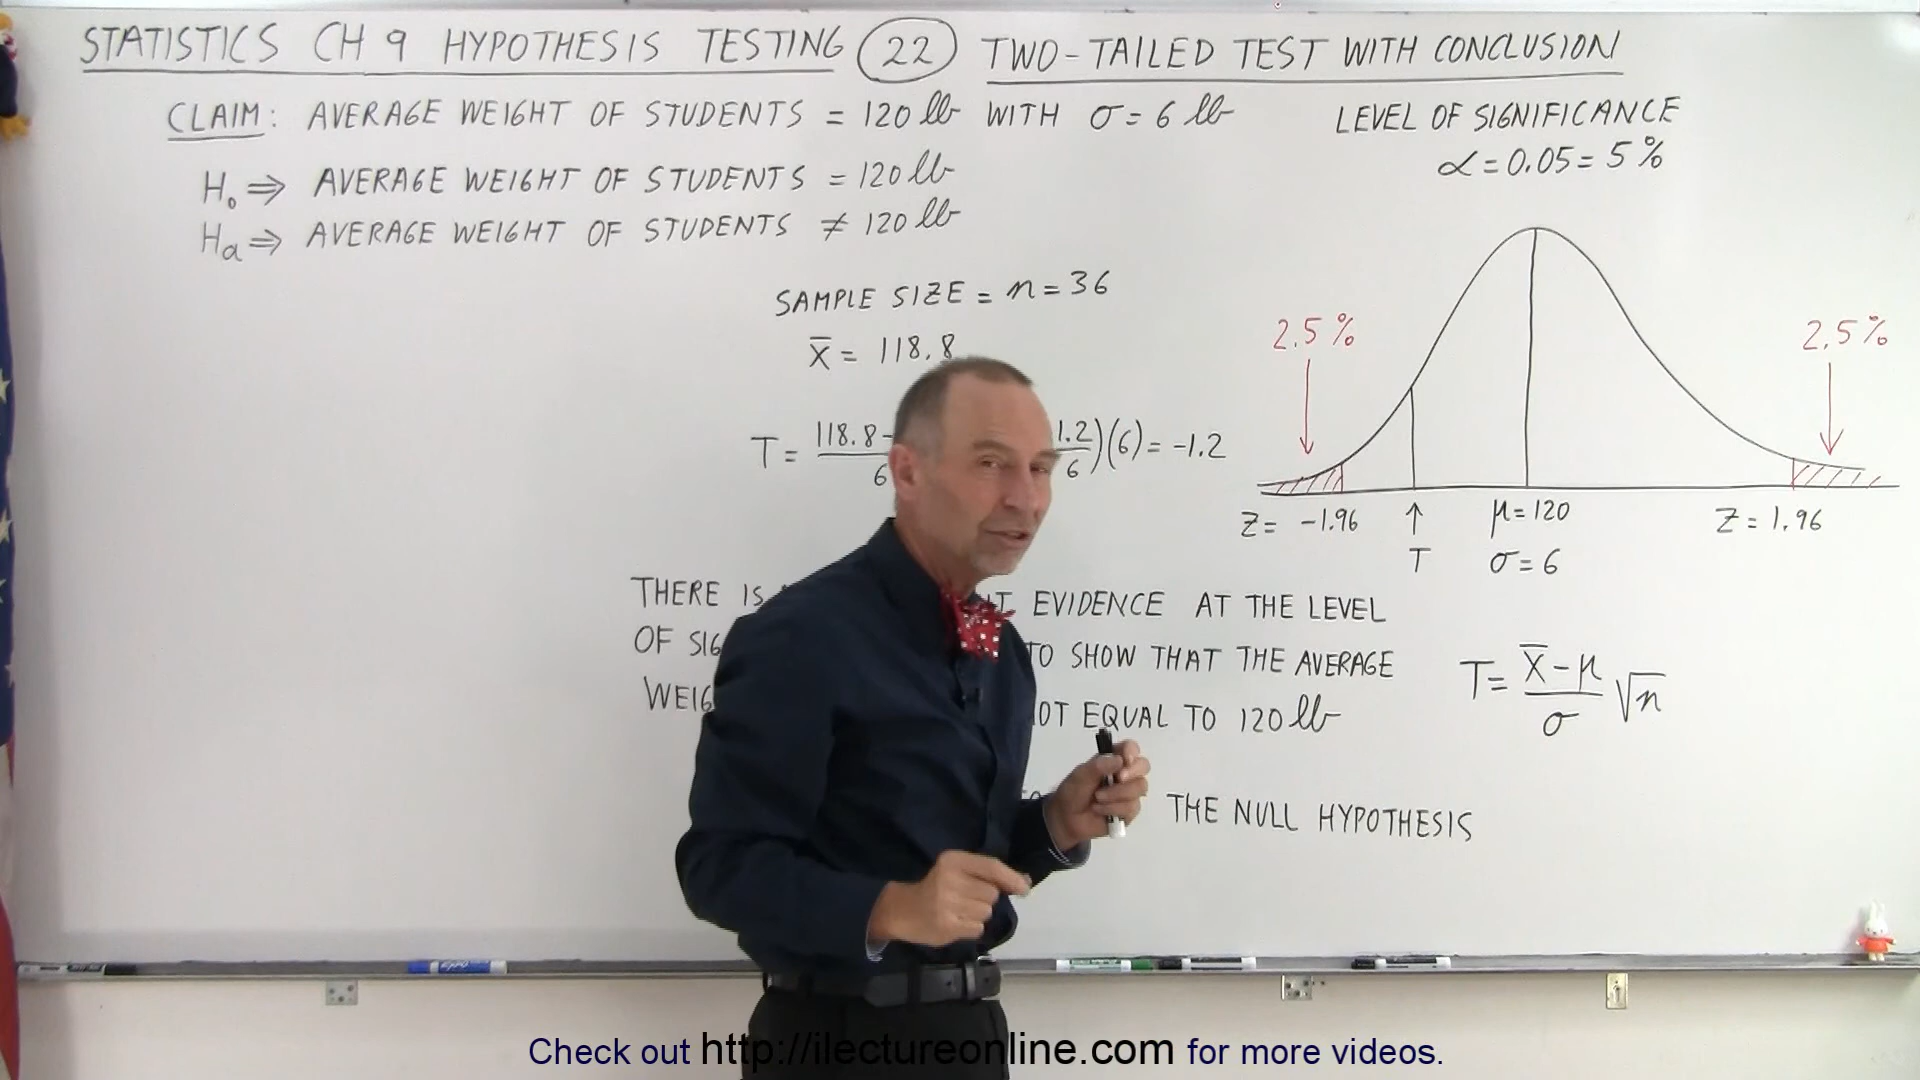 STATISTICS CH 9 HYPOTHESIS TESTING 22 TWO-TAILED TEST WITH CONCLUSION
CLAIM: AVERAGE WEIGHT OF STUDENTS = 120 lb WITH σ = 6 lb
LEVEL OF SIGNIFICANCE
α = 0.05 = 5%
H₀ ⇒ AVERAGE WEIGHT OF STUDENTS = 120 lb
Hₐ ⇒ AVERAGE WEIGHT OF STUDENTS ≠ 120 lb
SAMPLE SIZE = n = 36
x̄ = 118.8
T = 118.8- 6 1.2/6)(6) = -1.2
2.5%
2.5%
Z = -1.96 ↑ μ = 120 Z = 1.96
T σ = 6
THERE IS EVIDENCE AT THE LEVEL
OF TO SHOW THAT THE AVERAGE
EQUAL TO 120 lb
T = x̄-μ/σ √n
THE NULL HYPOTHESIS
EXPO
Check out http://ilectureonline.com for more videos.